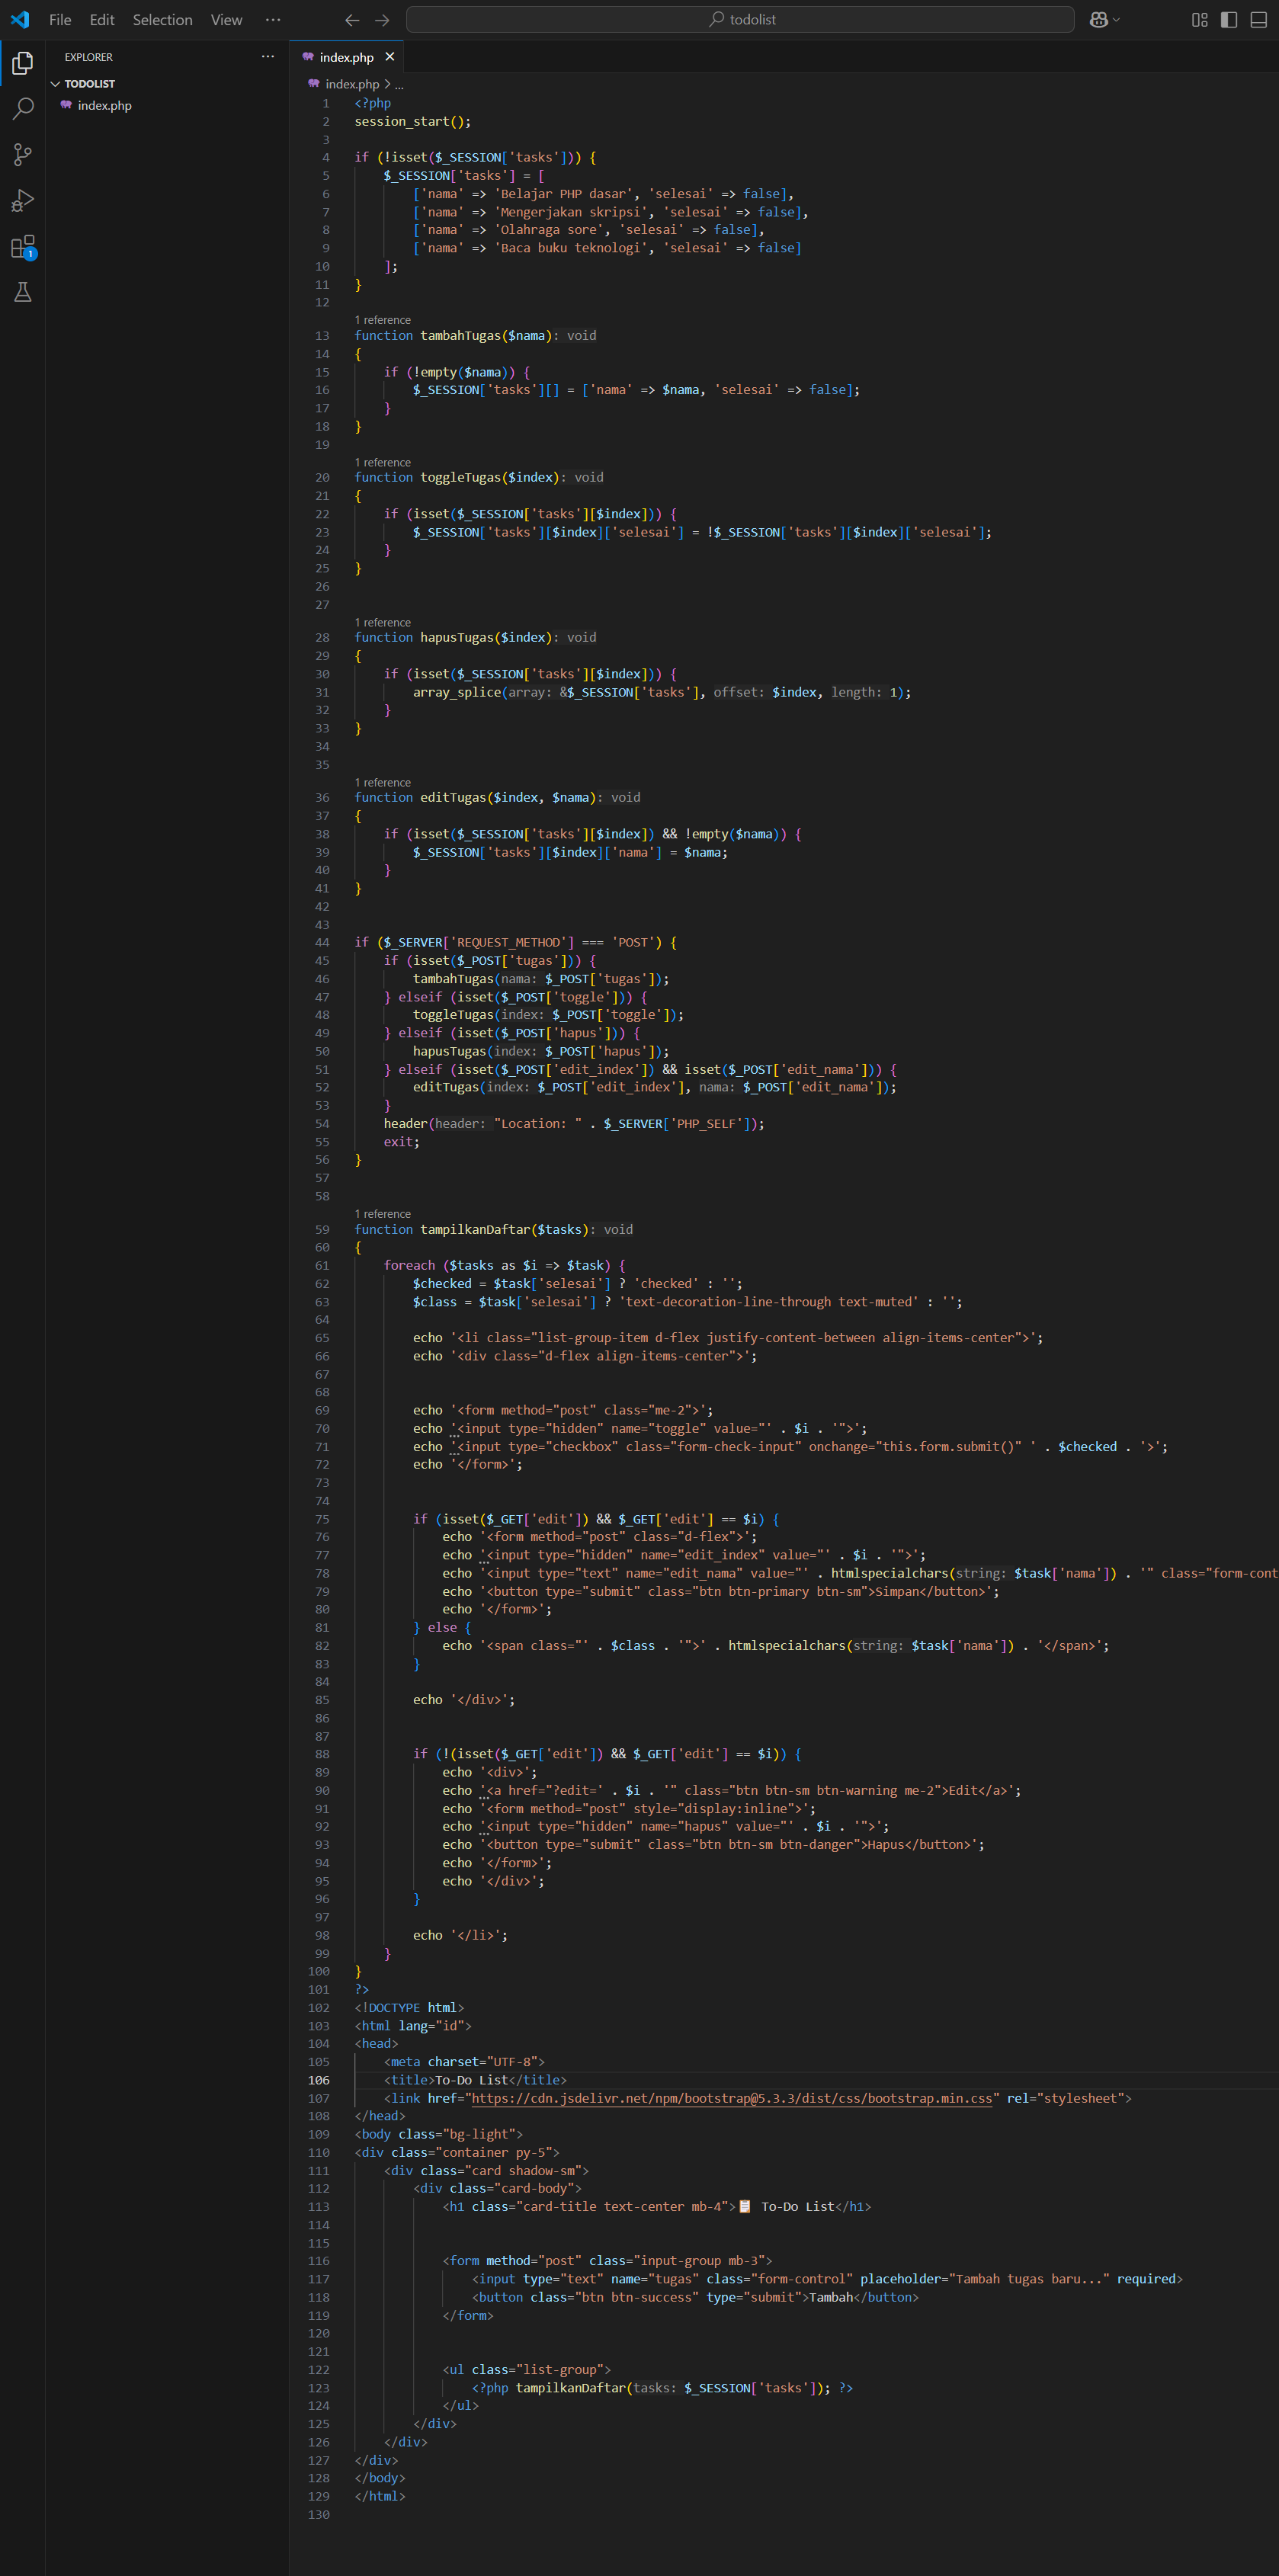 File Edit Selection View ··· todolist
EXPLORER ···
TODOLIST
index.php
1
index.php
index.php > ...
1 <?php
2 session_start();
3
4 if (!isset($_SESSION['tasks'])) {
5     $_SESSION['tasks'] = [
6         ['nama' => 'Belajar PHP dasar', 'selesai' => false],
7         ['nama' => 'Mengerjakan skripsi', 'selesai' => false],
8         ['nama' => 'Olahraga sore', 'selesai' => false],
9         ['nama' => 'Baca buku teknologi', 'selesai' => false]
10     ];
11 }
12
1 reference
13 function tambahTugas($nama): void
14 {
15     if (!empty($nama)) {
16         $_SESSION['tasks'][] = ['nama' => $nama, 'selesai' => false];
17     }
18 }
19
1 reference
20 function toggleTugas($index): void
21 {
22     if (isset($_SESSION['tasks'][$index])) {
23         $_SESSION['tasks'][$index]['selesai'] = !$_SESSION['tasks'][$index]['selesai'];
24     }
25 }
26
27
1 reference
28 function hapusTugas($index): void
29 {
30     if (isset($_SESSION['tasks'][$index])) {
31         array_splice(array: &$_SESSION['tasks'], offset: $index, length: 1);
32     }
33 }
34
35
1 reference
36 function editTugas($index, $nama): void
37 {
38     if (isset($_SESSION['tasks'][$index]) && !empty($nama)) {
39         $_SESSION['tasks'][$index]['nama'] = $nama;
40     }
41 }
42
43
44 if ($_SERVER['REQUEST_METHOD'] === 'POST') {
45     if (isset($_POST['tugas'])) {
46         tambahTugas(nama: $_POST['tugas']);
47     } elseif (isset($_POST['toggle'])) {
48         toggleTugas(index: $_POST['toggle']);
49     } elseif (isset($_POST['hapus'])) {
50         hapusTugas(index: $_POST['hapus']);
51     } elseif (isset($_POST['edit_index']) && isset($_POST['edit_nama'])) {
52         editTugas(index: $_POST['edit_index'], nama: $_POST['edit_nama']);
53     }
54     header(header: "Location: " . $_SERVER['PHP_SELF']);
55     exit;
56 }
57
58
1 reference
59 function tampilkanDaftar($tasks): void
60 {
61     foreach ($tasks as $i => $task) {
62         $checked = $task['selesai'] ? 'checked' : '';
63         $class = $task['selesai'] ? 'text-decoration-line-through text-muted' : '';
64
65         echo '<li class="list-group-item d-flex justify-content-between align-items-center">';
66         echo '<div class="d-flex align-items-center">';
67
68
69         echo '<form method="post" class="me-2">';
70         echo '<input type="hidden" name="toggle" value="' . $i . '">';
71         echo '<input type="checkbox" class="form-check-input" onchange="this.form.submit()" ' . $checked . '>';
72         echo '</form>';
73
74
75         if (isset($_GET['edit']) && $_GET['edit'] == $i) {
76             echo '<form method="post" class="d-flex">';
77             echo '<input type="hidden" name="edit_index" value="' . $i . '">';
78             echo '<input type="text" name="edit_nama" value="' . htmlspecialchars(string: $task['nama']) . '" class="form-cont
79             echo '<button type="submit" class="btn btn-primary btn-sm">Simpan</button>';
80             echo '</form>';
81         } else {
82             echo '<span class="' . $class . '">' . htmlspecialchars(string: $task['nama']) . '</span>';
83         }
84
85         echo '</div>';
86
87
88         if (!(isset($_GET['edit']) && $_GET['edit'] == $i)) {
89             echo '<div>';
90             echo '<a href="?edit=' . $i . '" class="btn btn-sm btn-warning me-2">Edit</a>';
91             echo '<form method="post" style="display:inline">';
92             echo '<input type="hidden" name="hapus" value="' . $i . '">';
93             echo '<button type="submit" class="btn btn-sm btn-danger">Hapus</button>';
94             echo '</form>';
95             echo '</div>';
96         }
97
98         echo '</li>';
99     }
100 }
101 ?>
102 <!DOCTYPE html>
103 <html lang="id">
104 <head>
105     <meta charset="UTF-8">
106     <title>To-Do List</title>
107     <link href="https://cdn.jsdelivr.net/npm/bootstrap@5.3.3/dist/css/bootstrap.min.css" rel="stylesheet">
108 </head>
109 <body class="bg-light">
110 <div class="container py-5">
111     <div class="card shadow-sm">
112         <div class="card-body">
113             <h1 class="card-title text-center mb-4">📋 To-Do List</h1>
114
115
116             <form method="post" class="input-group mb-3">
117                 <input type="text" name="tugas" class="form-control" placeholder="Tambah tugas baru..." required>
118                 <button class="btn btn-success" type="submit">Tambah</button>
119             </form>
120
121
122             <ul class="list-group">
123                 <?php tampilkanDaftar(tasks: $_SESSION['tasks']); ?>
124             </ul>
125         </div>
126     </div>
127 </div>
128 </body>
129 </html>
130